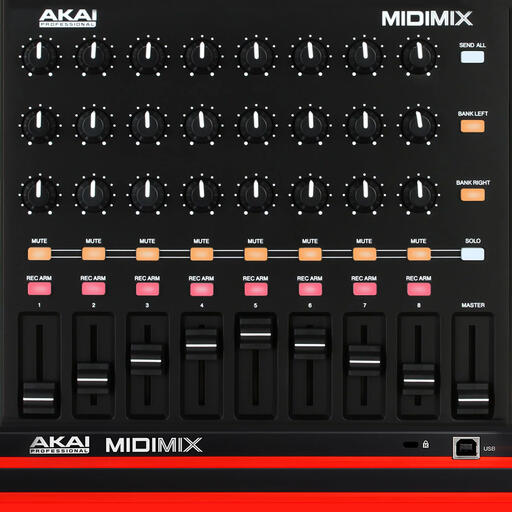 AKAI MIDIMIX
PROFESSIONAL
SEND ALL
BANK LEFT
BANK RIGHT
MUTE MUTE MUTE MUTE MUTE MUTE MUTE MUTE SOLO
REC ARM REC ARM REC ARM REC ARM REC ARM REC ARM REC ARM REC ARM
1 2 3 4 5 6 7 8 MASTER
AKAI MIDIMIX
PROFESSIONAL
USB